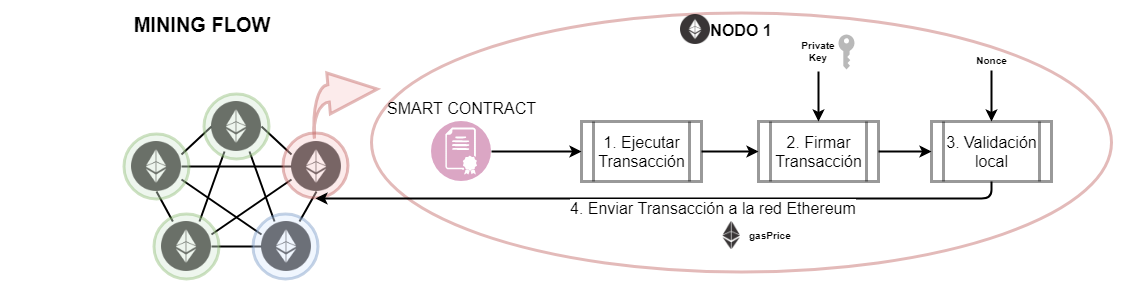 MINING FLOW
NODO 1
Private
Key
Nonce
SMART CONTRACT
1. Ejecutar
Transacción
2. Firmar
Transacción
3. Validación
local
4. Enviar Transacción a la red Ethereum
gasPrice